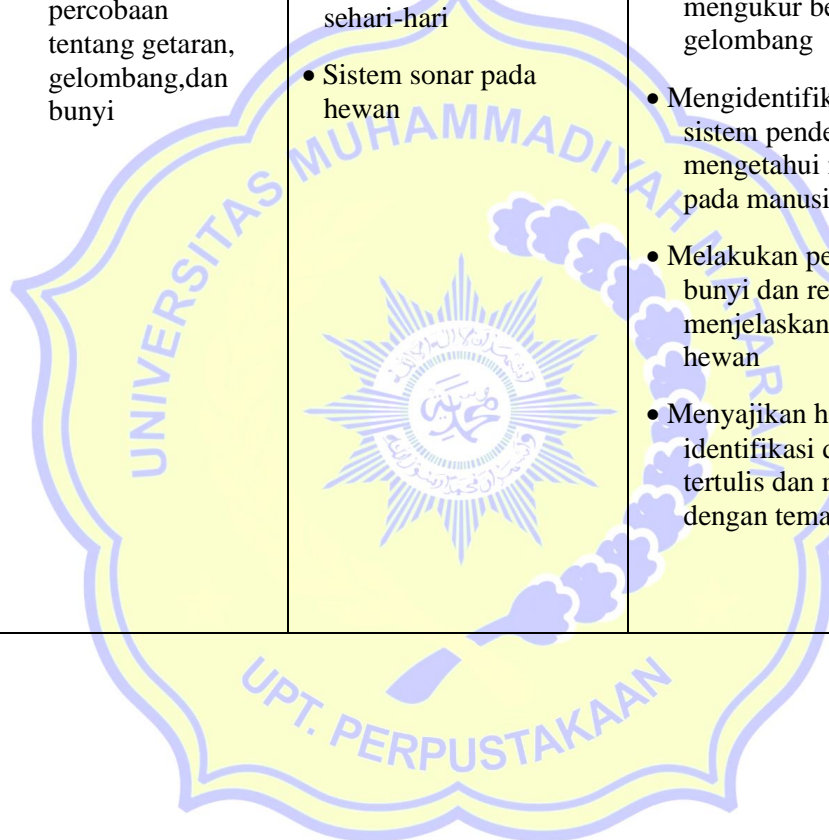 percobaan
tentang getaran,
gelombang,dan
bunyi
sehari-hari
• Sistem sonar pada
hewan
mengukur be
gelombang
• Mengidentifik
sistem pende
mengetahui
pada manusi
• Melakukan pe
bunyi dan re
menjelaskan
hewan
• Menyajikan h
identifikasi
tertulis dan
dengan tema
UNIVERSITAS MUHAMMADIYAH MATARAM
UPT. PERPUSTAKAAN